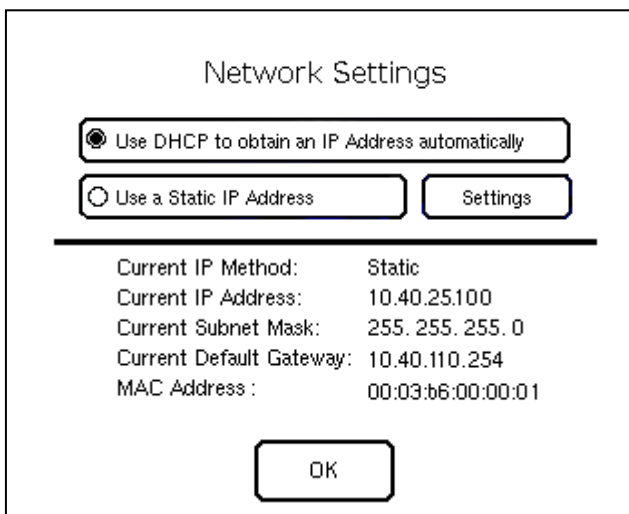 Network Settings
Use DHCP to obtain an IP Address automatically
Use a Static IP Address
Settings
Current IP Method: Static
Current IP Address: 10.40.25.100
Current Subnet Mask: 255. 255. 255. 0
Current Default Gateway: 10.40.110.254
MAC Address : 00:03:b6:00:00:01
OK